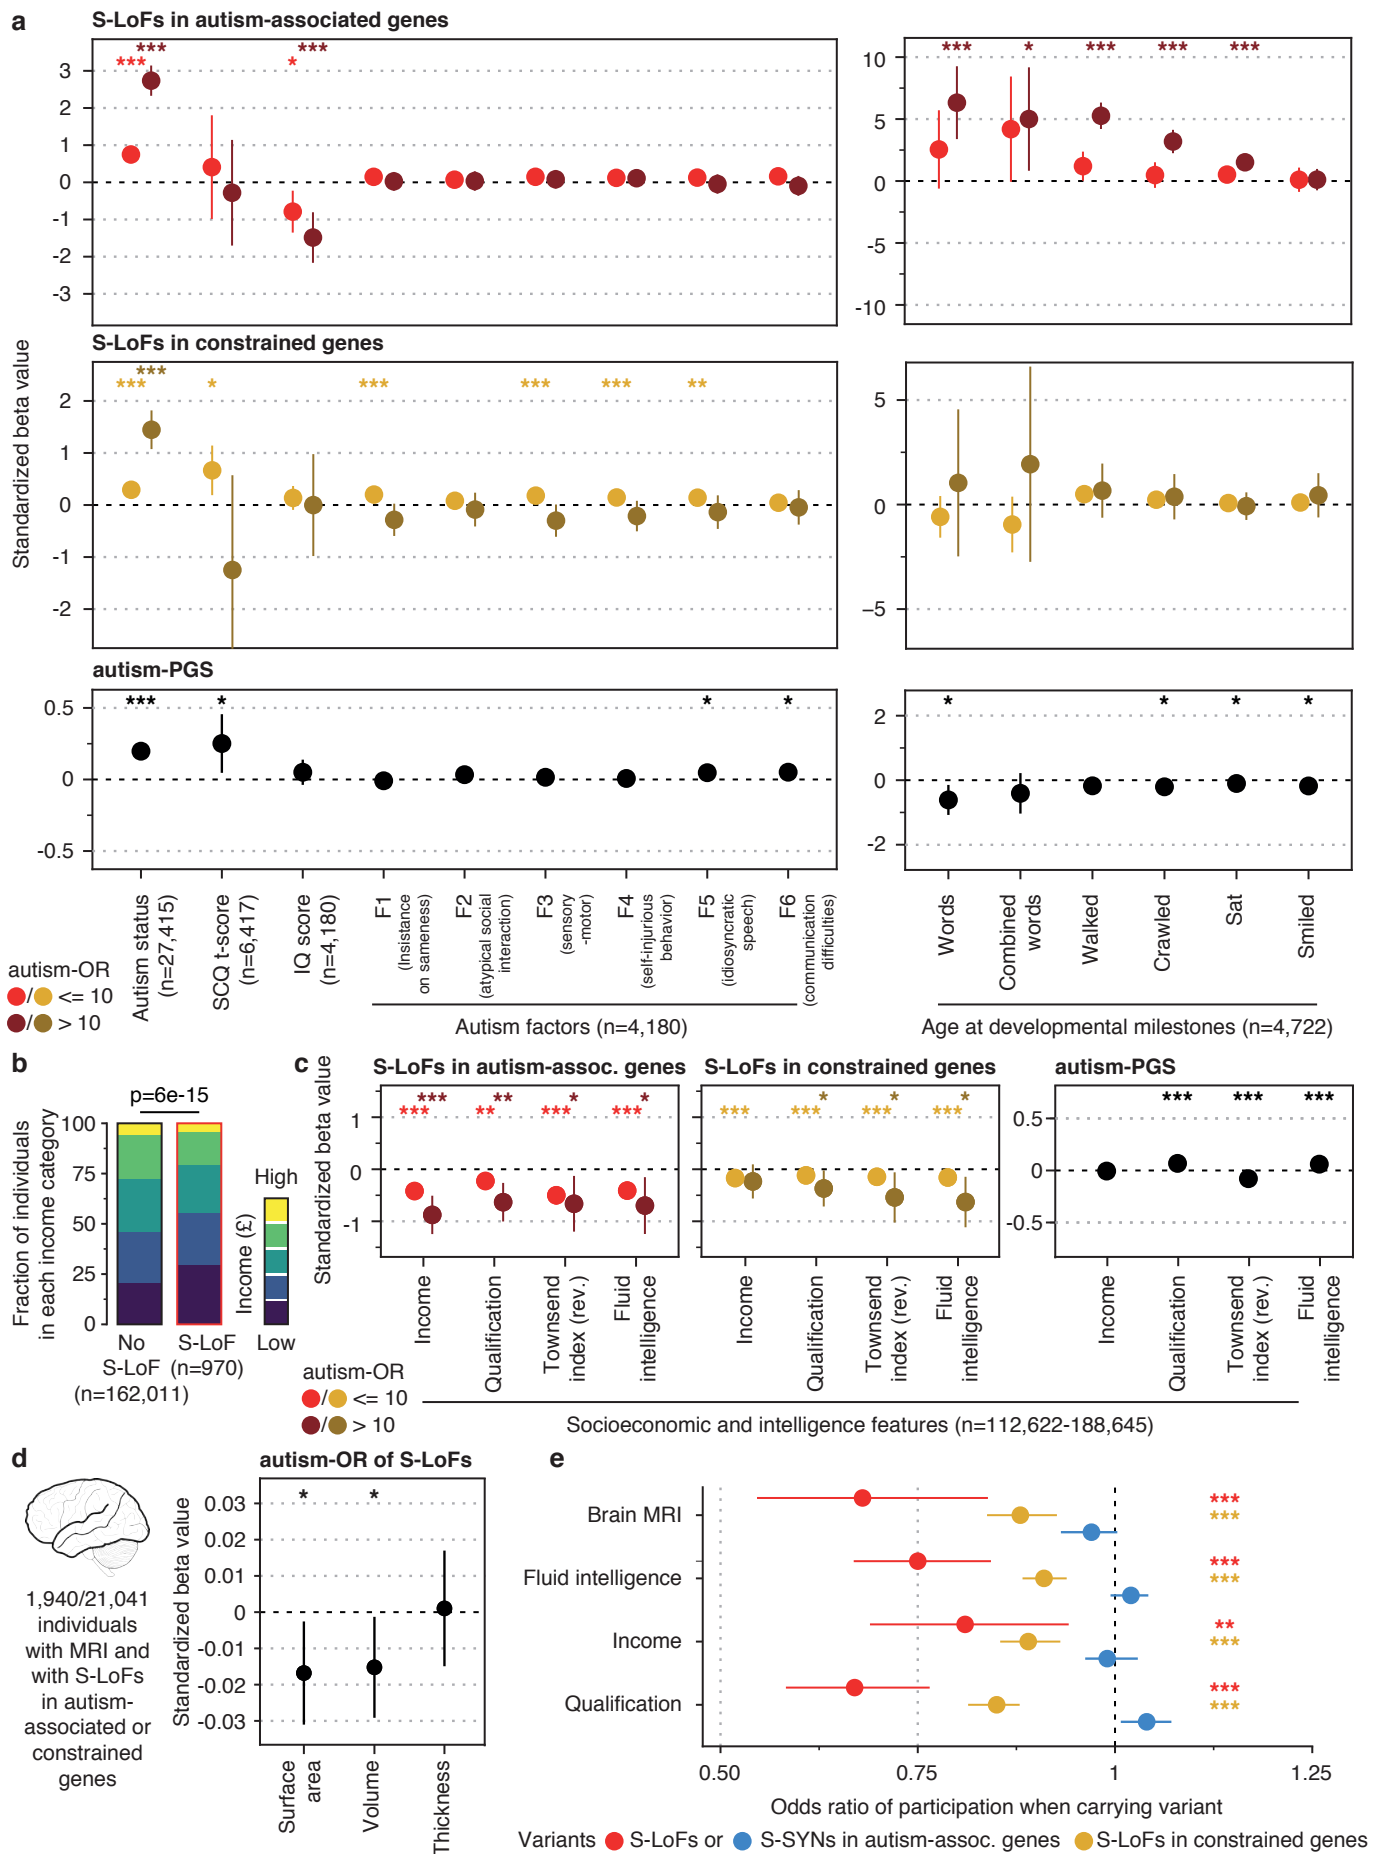 a
S-LoFs in autism-associated genes
***
***
*
***
3
2
1
0
-1
-2
-3
***
*
***
***
***
10
5
0
-5
-10
Standardized beta value
S-LoFs in constrained genes
***
***
*
***
***
***
**
2
1
0
-1
-2
5
0
−5
autism-PGS
***
*
*
*
0.5
0
-0.5
*
*
*
*
2
0
-2
Autism status
(n=27,415)
SCQ t-score
(n=6,417)
IQ score
(n=4,180)
F1
(Insistance
on sameness)
F2
(atypical social
interaction)
F3
(sensory
-motor)
F4
(self-injurious
behavior)
F5
(idiosyncratic
speech)
F6
(communication
difficulties)
Words
Combined
words
Walked
Crawled
Sat
Smiled
autism-OR
/ <= 10
/ > 10
Autism factors (n=4,180)
Age at developmental milestones (n=4,722)
b
p=6e-15
Fraction of individuals
in each income category
100
75
50
25
0
No
S-LoF
(n=162,011)
S-LoF
(n=970)
High
Income (£)
Low
c
Standardized beta value
S-LoFs in autism-assoc. genes
***
***
**
**
***
*
***
*
1
0
-1
Income
Qualification
Townsend
index (rev.)
Fluid
intelligence
S-LoFs in constrained genes
***
***
*
***
*
***
*
Income
Qualification
Townsend
index (rev.)
Fluid
intelligence
autism-PGS
***
***
***
0.5
0
-0.5
Income
Qualification
Townsend
index (rev.)
Fluid
intelligence
autism-OR
/ <= 10
/ > 10
Socioeconomic and intelligence features (n=112,622-188,645)
d
1,940/21,041
individuals
with MRI and
with S-LoFs
in autism-
associated or
constrained
genes
autism-OR of S-LoFs
*
*
Standardized beta value
0.03
0.02
0.01
0
-0.01
-0.02
-0.03
Surface
area
Volume
Thickness
e
Brain MRI
***
***
Fluid intelligence
***
***
Income
**
***
Qualification
***
***
0.50
0.75
1
1.25
Odds ratio of participation when carrying variant
Variants S-LoFs or S-SYNs in autism-assoc. genes S-LoFs in constrained genes